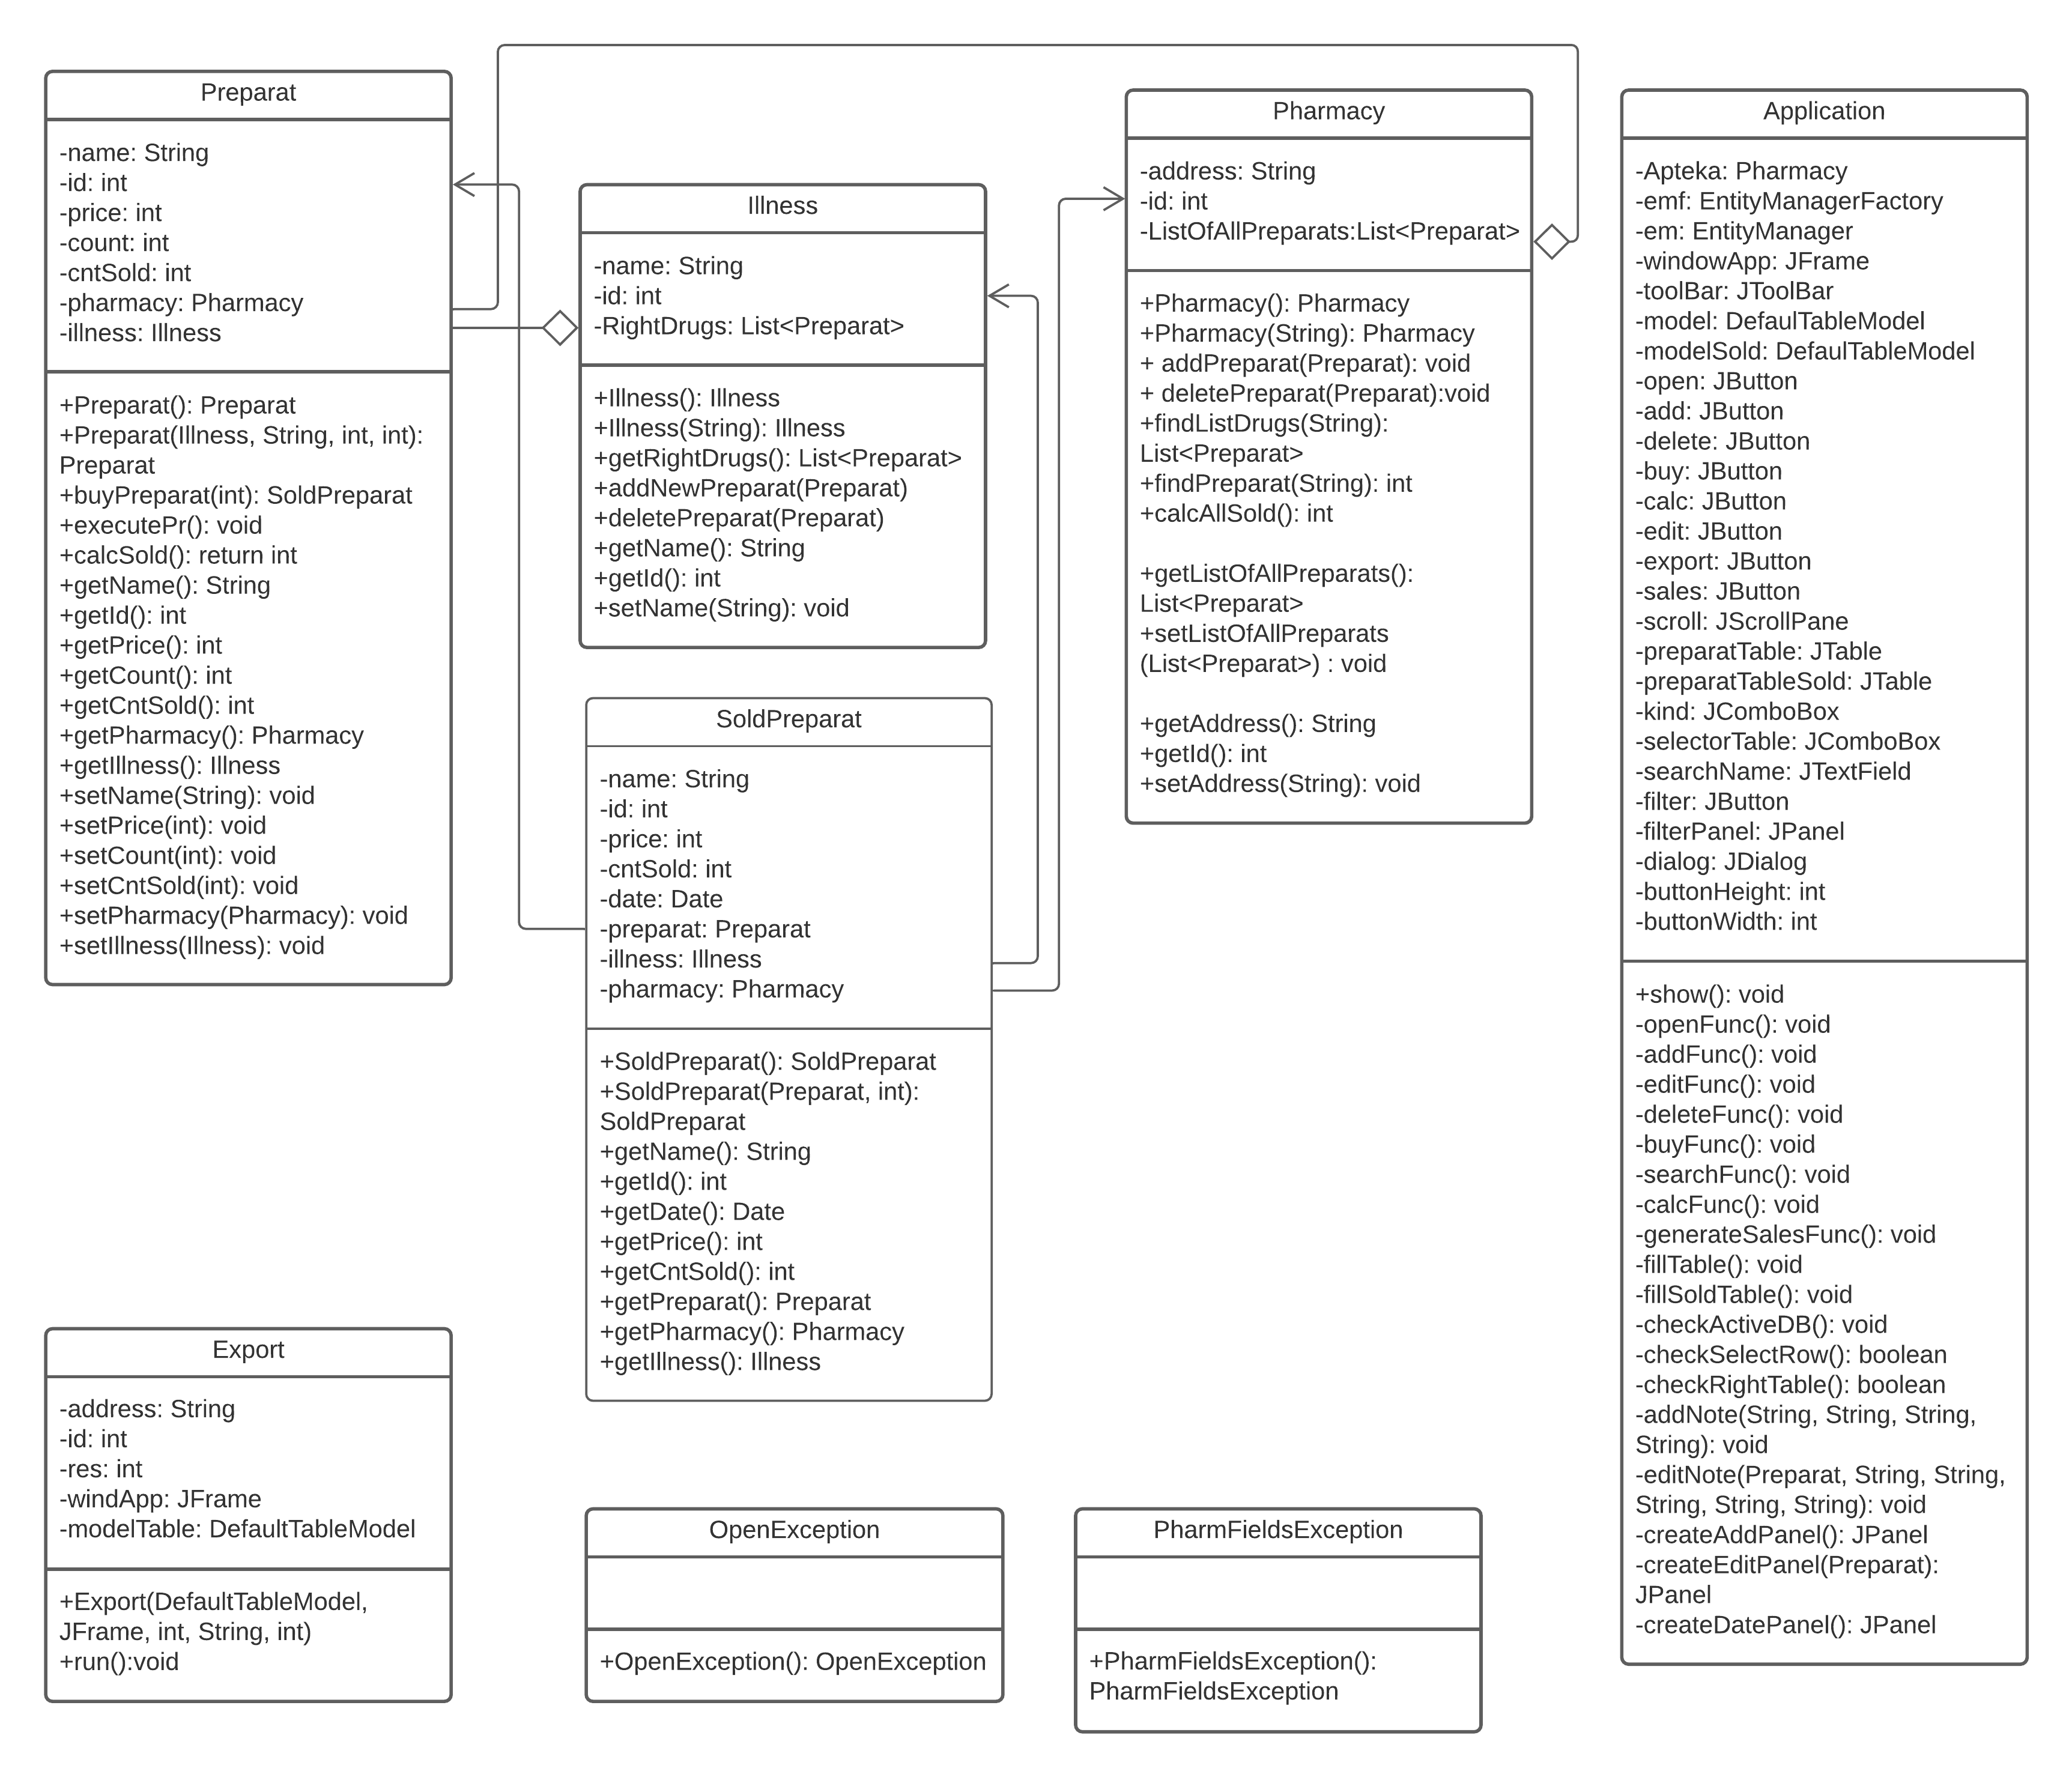 Preparat
-name: String
-id: int
-price: int
-count: int
-cntSold: int
-pharmacy: Pharmacy
-illness: Illness
+Preparat(): Preparat
+Preparat(Illness, String, int, int):
Preparat
+buyPreparat(int): SoldPreparat
+executePr(): void
+calcSold(): return int
+getName(): String
+getId(): int
+getPrice(): int
+getCount(): int
+getCntSold(): int
+getPharmacy(): Pharmacy
+getIllness(): Illness
+setName(String): void
+setPrice(int): void
+setCount(int): void
+setCntSold(int): void
+setPharmacy(Pharmacy): void
+setIllness(Illness): void
Illness
-name: String
-id: int
-RightDrugs: List<Preparat>
+Illness(): Illness
+Illness(String): Illness
+getRightDrugs(): List<Preparat>
+addNewPreparat(Preparat)
+deletePreparat(Preparat)
+getName(): String
+getId(): int
+setName(String): void
Pharmacy
-address: String
-id: int
-ListOfAllPreparats:List<Preparat>
+Pharmacy(): Pharmacy
+Pharmacy(String): Pharmacy
+ addPreparat(Preparat): void
+ deletePreparat(Preparat):void
+findListDrugs(String):
List<Preparat>
+findPreparat(String): int
+calcAllSold(): int
+getListOfAllPreparats():
List<Preparat>
+setListOfAllPreparats
(List<Preparat>) : void
+getAddress(): String
+getId(): int
+setAddress(String): void
Application
-Apteka: Pharmacy
-emf: EntityManagerFactory
-em: EntityManager
-windowApp: JFrame
-toolBar: JToolBar
-model: DefaulTableModel
-modelSold: DefaulTableModel
-open: JButton
-add: JButton
-delete: JButton
-buy: JButton
-calc: JButton
-edit: JButton
-export: JButton
-sales: JButton
-scroll: JScrollPane
-preparatTable: JTable
-preparatTableSold: JTable
-kind: JComboBox
-selectorTable: JComboBox
-searchName: JTextField
-filter: JButton
-filterPanel: JPanel
-dialog: JDialog
-buttonHeight: int
-buttonWidth: int
+show(): void
-openFunc(): void
-addFunc(): void
-editFunc(): void
-deleteFunc(): void
-buyFunc(): void
-searchFunc(): void
-calcFunc(): void
-generateSalesFunc(): void
-fillTable(): void
-fillSoldTable(): void
-checkActiveDB(): void
-checkSelectRow(): boolean
-checkRightTable(): boolean
-addNote(String, String, String,
String): void
-editNote(Preparat, String, String,
String, String, String): void
-createAddPanel(): JPanel
-createEditPanel(Preparat):
JPanel
-createDatePanel(): JPanel
SoldPreparat
-name: String
-id: int
-price: int
-cntSold: int
-date: Date
-preparat: Preparat
-illness: Illness
-pharmacy: Pharmacy
+SoldPreparat(): SoldPreparat
+SoldPreparat(Preparat, int):
SoldPreparat
+getName(): String
+getId(): int
+getDate(): Date
+getPrice(): int
+getCntSold(): int
+getPreparat(): Preparat
+getPharmacy(): Pharmacy
+getIllness(): Illness
Export
-address: String
-id: int
-res: int
-windApp: JFrame
-modelTable: DefaultTableModel
+Export(DefaultTableModel,
JFrame, int, String, int)
+run():void
OpenException
+OpenException(): OpenException
PharmFieldsException
+PharmFieldsException():
PharmFieldsException